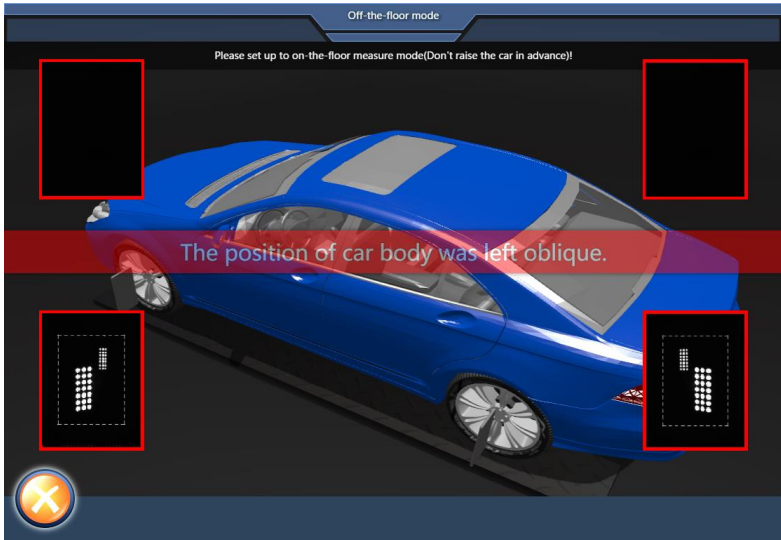 Off-the-floor mode
Please set up to on-the-floor measure mode(Don't raise the car in advance)!
The position of car body was left oblique.